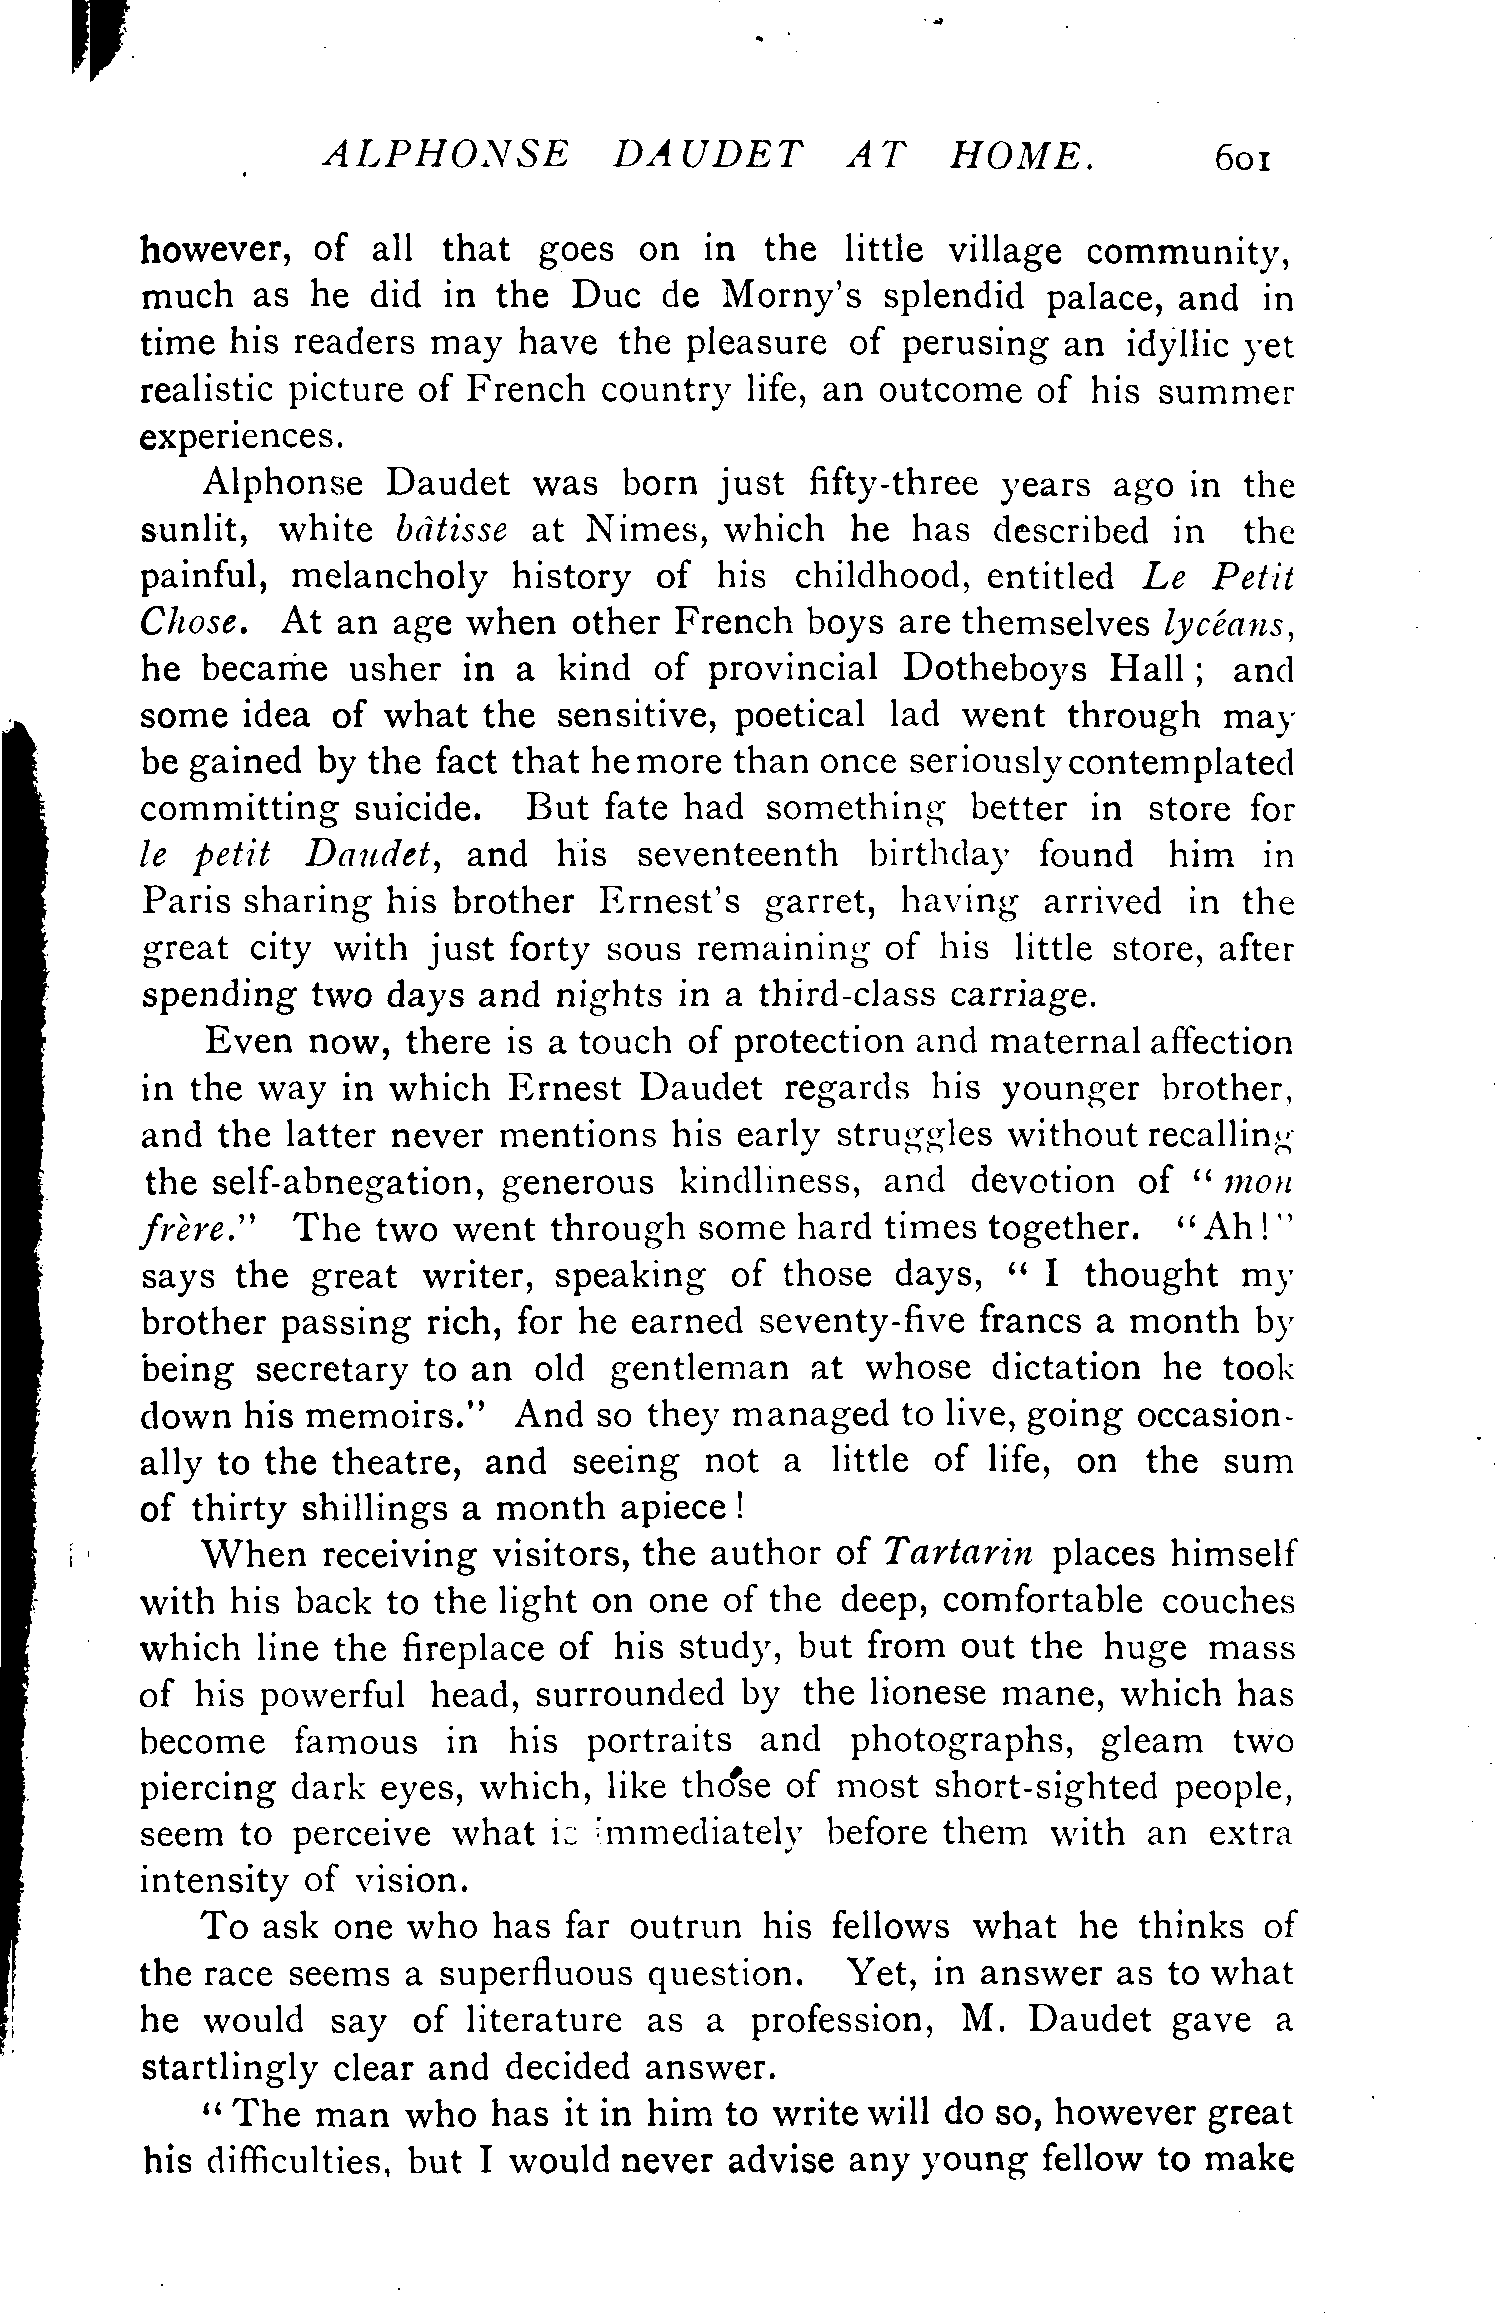 ALPHONSE DAUDET AT HOME. 601
however, of all that goes on in the little village community,
much as he did in the Duc de Morny's splendid palace, and in
time his readers may have the pleasure of perusing an idyllic yet
realistic picture of French country life, an outcome of his summer
experiences.
Alphonse Daudet was born just fifty-three years ago in the
sunlit, white bâtisse at Nimes, which he has described in the
painful, melancholy history of his childhood, entitled Le Petit
Chose. At an age when other French boys are themselves lycéans,
he became usher in a kind of provincial Dotheboys Hall ; and
some idea of what the sensitive, poetical lad went through may
be gained by the fact that he more than once seriously contemplated
committing suicide. But fate had something better in store for
le petit Daudet, and his seventeenth birthday found him in
Paris sharing his brother Ernest's garret, having arrived in the
great city with just forty sous remaining of his little store, after
spending two days and nights in a third-class carriage.
Even now, there is a touch of protection and maternal affection
in the way in which Ernest Daudet regards his younger brother,
and the latter never mentions his early struggles without recalling
the self-abnegation, generous kindliness, and devotion of " mon
frère." The two went through some hard times together. "Ah!"
says the great writer, speaking of those days, " I thought my
brother passing rich, for he earned seventy-five francs a month by
being secretary to an old gentleman at whose dictation he took
down his memoirs." And so they managed to live, going occasion-
ally to the theatre, and seeing not a little of life, on the sum
of thirty shillings a month apiece !
When receiving visitors, the author of Tartarin places himself
with his back to the light on one of the deep, comfortable couches
which line the fireplace of his study, but from out the huge mass
of his powerful head, surrounded by the lionese mane, which has
become famous in his portraits and photographs, gleam two
piercing dark eyes, which, like those of most short-sighted people,
seem to perceive what is immediately before them with an extra
intensity of vision.
To ask one who has far outrun his fellows what he thinks of
the race seems a superfluous question. Yet, in answer as to what
he would say of literature as a profession, M. Daudet gave a
startlingly clear and decided answer.
" The man who has it in him to write will do so, however great
his difficulties, but I would never advise any young fellow to make